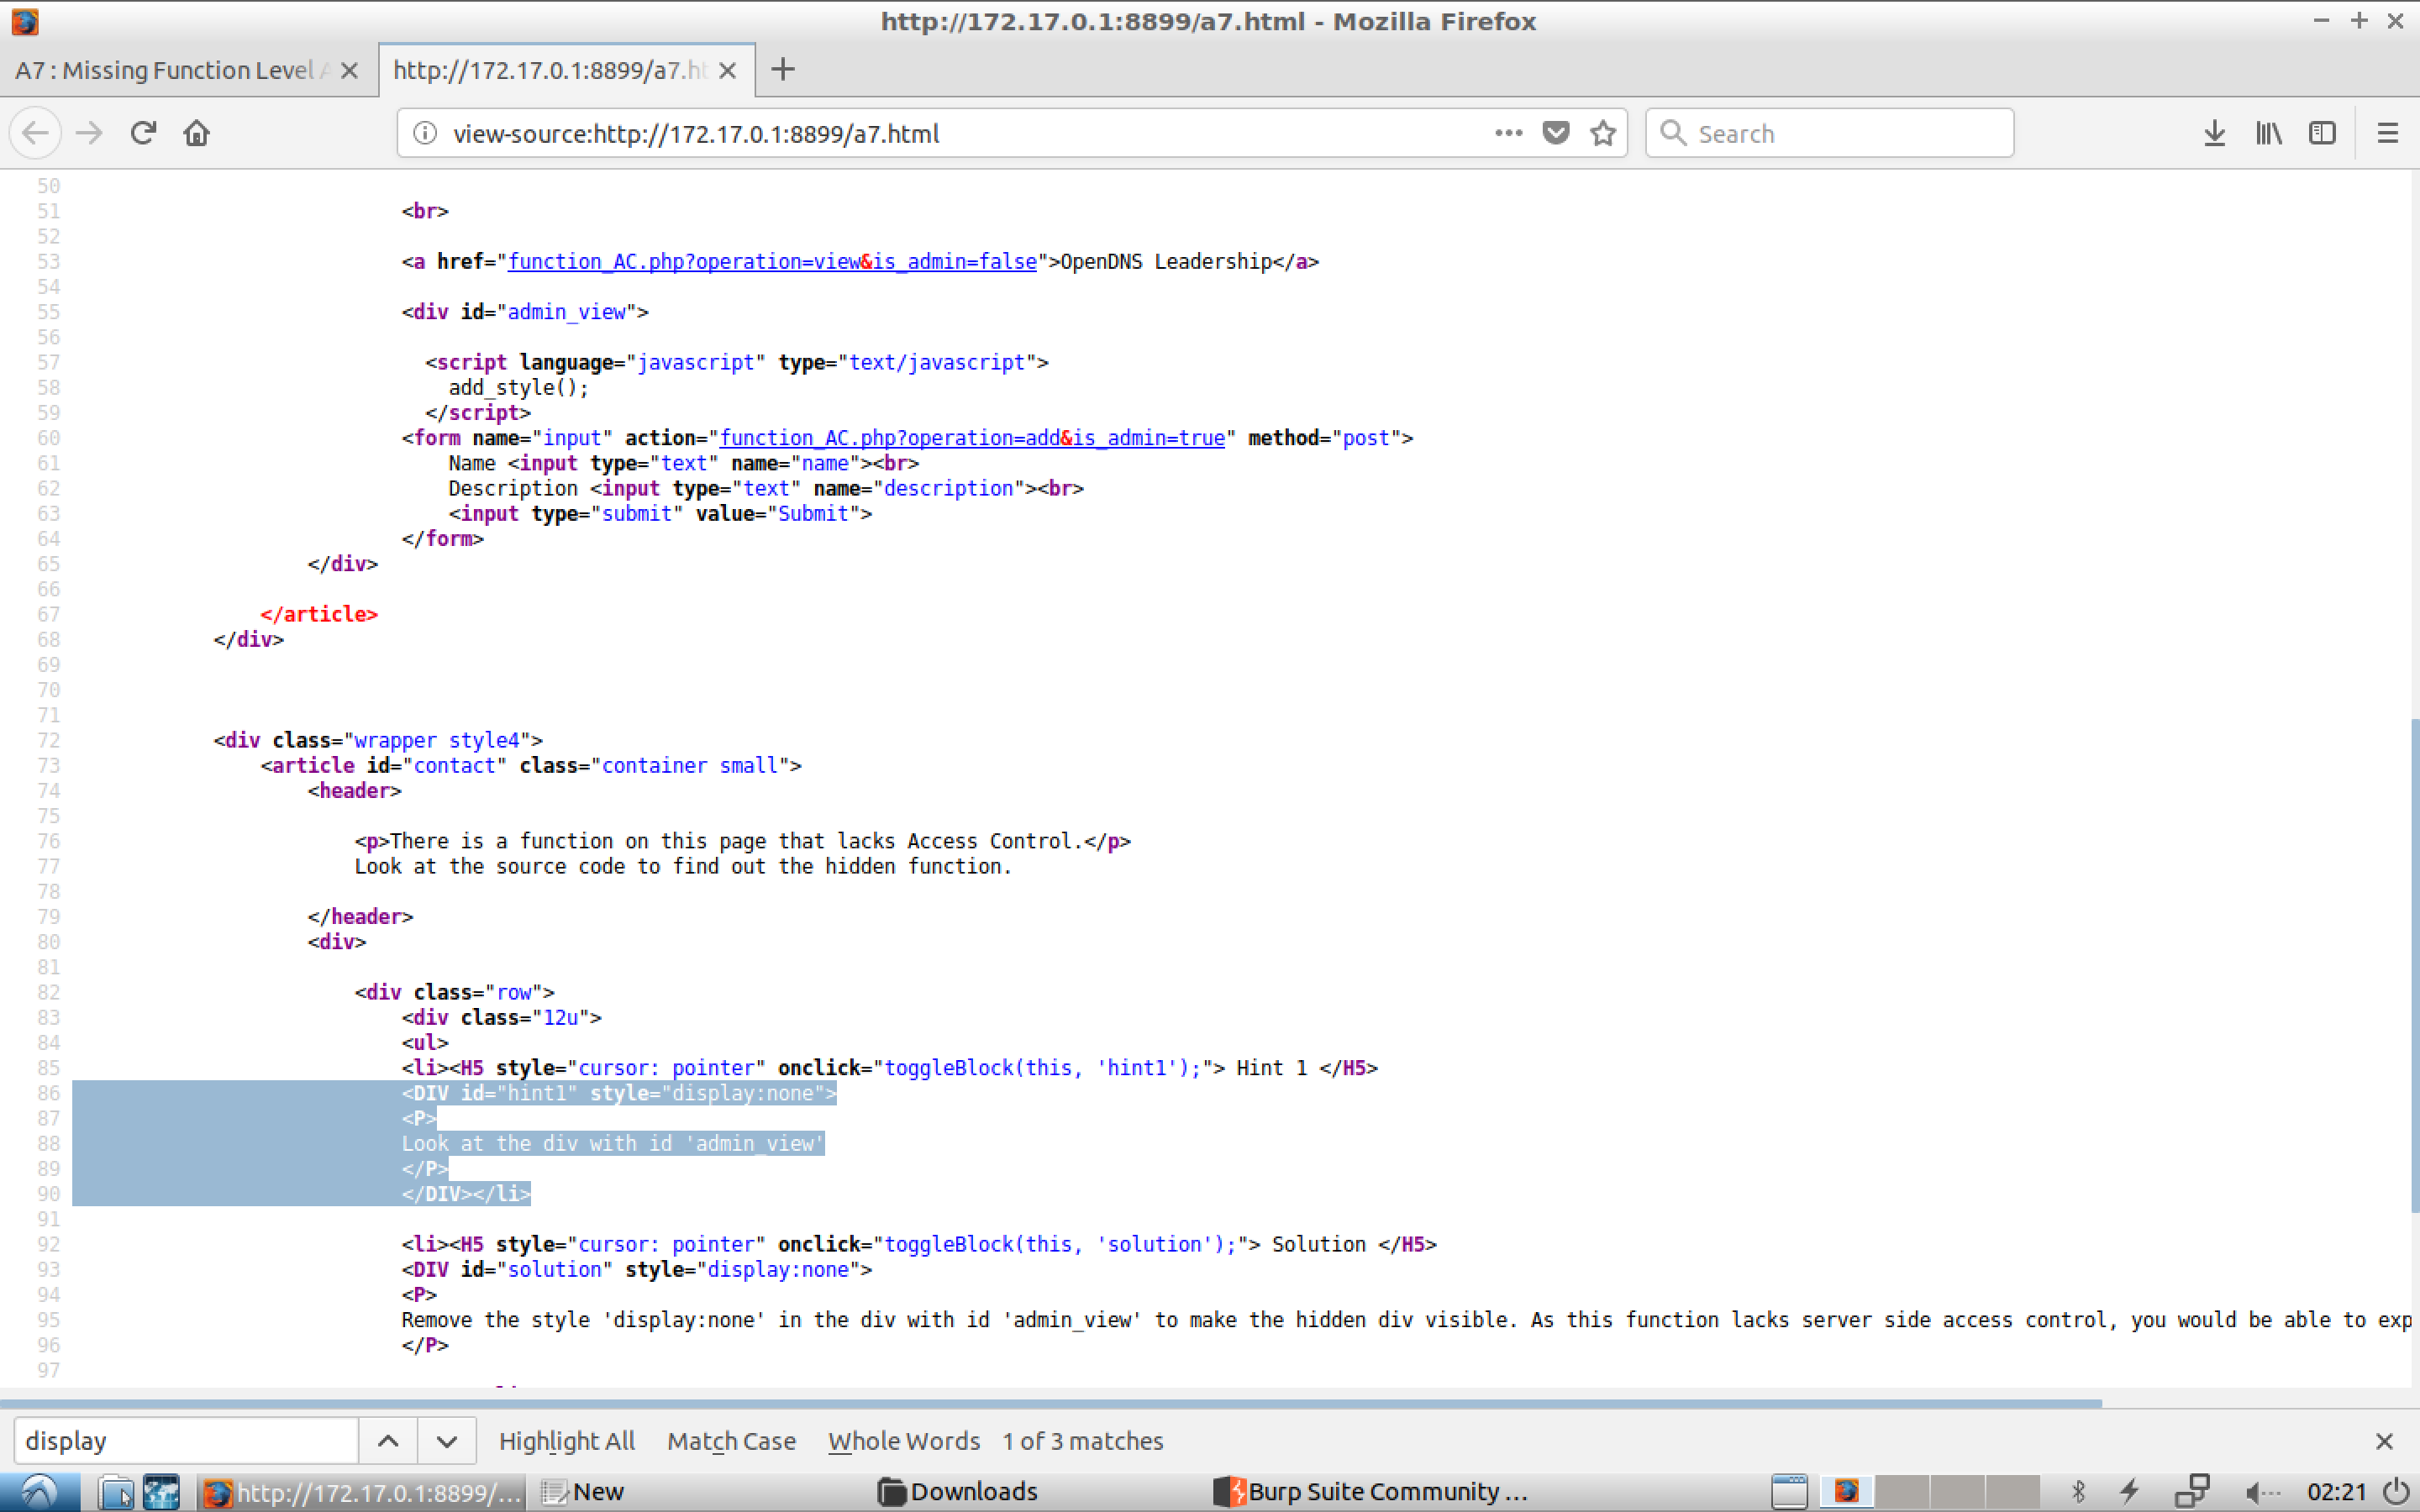 http://172.17.0.1:8899/a7.html - Mozilla Firefox
A7 : Missing Function Level A
http://172.17.0.1:8899/a7.ht
view-source:http://172.17.0.1:8899/a7.html
Search
50
51 <br>
52
53 <a href="function_AC.php?operation=view&is_admin=false">OpenDNS Leadership</a>
54
55 <div id="admin_view">
56
57 <script language="javascript" type="text/javascript">
58 add_style();
59 </script>
60 <form name="input" action="function_AC.php?operation=add&is_admin=true" method="post">
61 Name <input type="text" name="name"><br>
62 Description <input type="text" name="description"><br>
63 <input type="submit" value="Submit">
64 </form>
65 </div>
66
67 </article>
68 </div>
69
70
71
72 <div class="wrapper style4">
73 <article id="contact" class="container small">
74 <header>
75
76 <p>There is a function on this page that lacks Access Control.</p>
77 Look at the source code to find out the hidden function.
78
79 </header>
80 <div>
81
82 <div class="row">
83 <div class="12u">
84 <ul>
85 <li><H5 style="cursor: pointer" onclick="toggleBlock(this, 'hint1');"> Hint 1 </H5>
86 <DIV id="hint1" style="display:none">
87 <P>
88 Look at the div with id 'admin_view'
89 </P>
90 </DIV></li>
91
92 <li><H5 style="cursor: pointer" onclick="toggleBlock(this, 'solution');"> Solution </H5>
93 <DIV id="solution" style="display:none">
94 <P>
95 Remove the style 'display:none' in the div with id 'admin_view' to make the hidden div visible. As this function lacks server side access control, you would be able to exp
96 </P>
97
display
Highlight All
Match Case
Whole Words
1 of 3 matches
http://172.17.0.1:8899/...
New
Downloads
Burp Suite Community ...
02:21